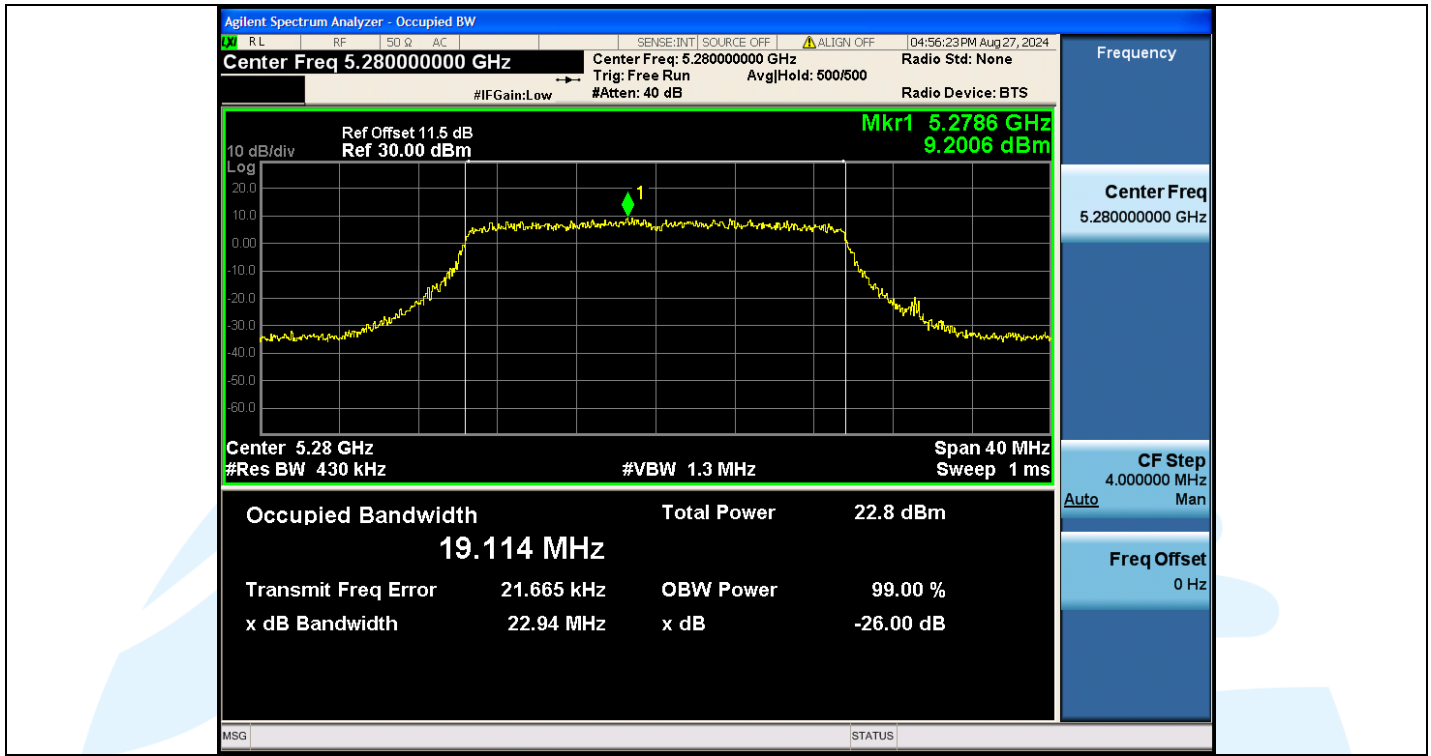 Agilent Spectrum Analyzer - Occupied BW
LXI RL RF 50 Ω AC SENSE:INT SOURCE OFF ALIGN OFF 04:56:23 PM Aug 27, 2024
Center Freq 5.280000000 GHz Center Freq: 5.280000000 GHz Radio Std: None
Trig: Free Run Avg|Hold: 500/500
#IFGain:Low #Atten: 40 dB Radio Device: BTS
Mkr1 5.2786 GHz
9.2006 dBm
Ref Offset 11.5 dB
10 dB/div Ref 30.00 dBm
Log
20.0
1
10.0
0.00
-10.0
-20.0
-30.0
-40.0
-50.0
-60.0
Center 5.28 GHz Span 40 MHz
#Res BW 430 kHz #VBW 1.3 MHz Sweep 1 ms
Occupied Bandwidth Total Power 22.8 dBm
19.114 MHz
Transmit Freq Error 21.665 kHz OBW Power 99.00 %
x dB Bandwidth 22.94 MHz x dB -26.00 dB
MSG STATUS
Frequency
Center Freq
5.280000000 GHz
CF Step
4.000000 MHz
Auto Man
Freq Offset
0 Hz